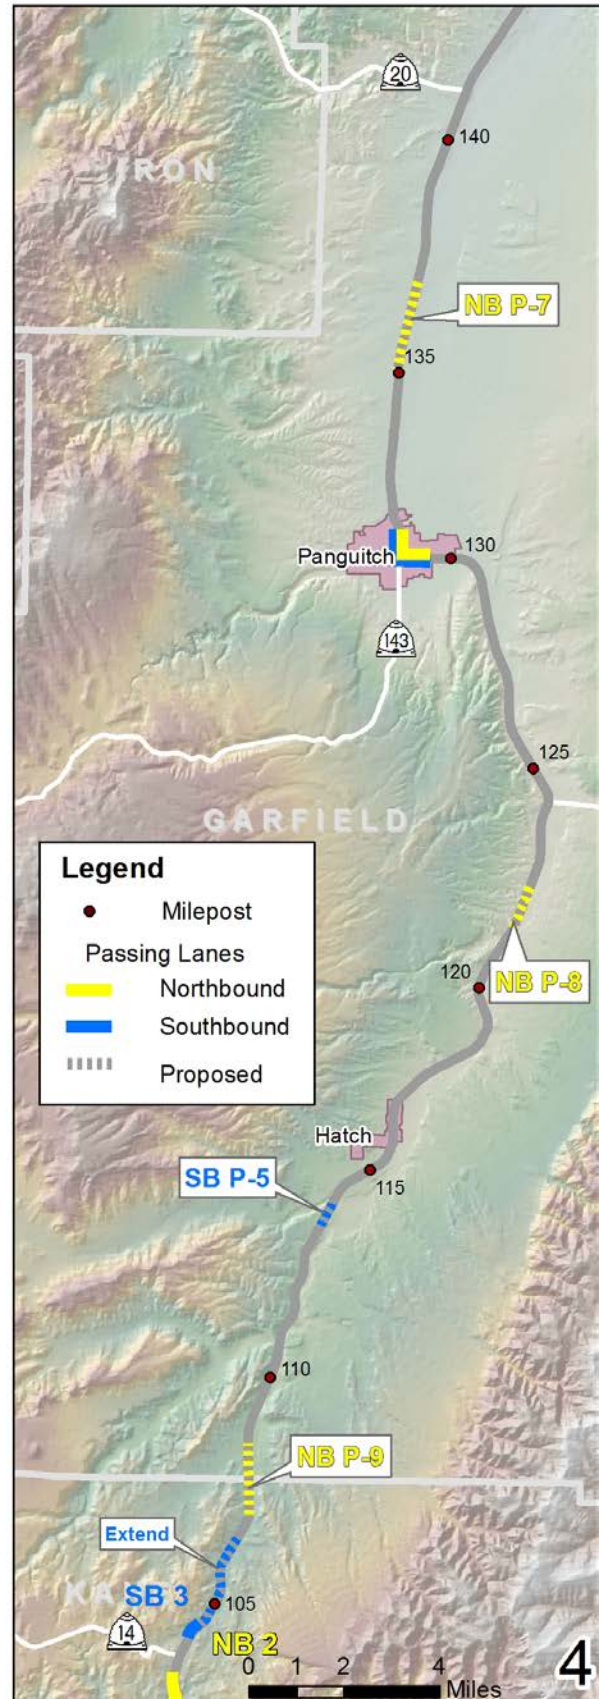 20
140
IRON
NB P-7
135
Panguitch
130
143
125
GARFIELD
Legend
Milepost
Passing Lanes
Northbound
Southbound
Proposed
120
NB P-8
Hatch
115
SB P-5
110
NB P-9
Extend
KA
SB 3
105
14
NB 2
0 2 4
Miles
4